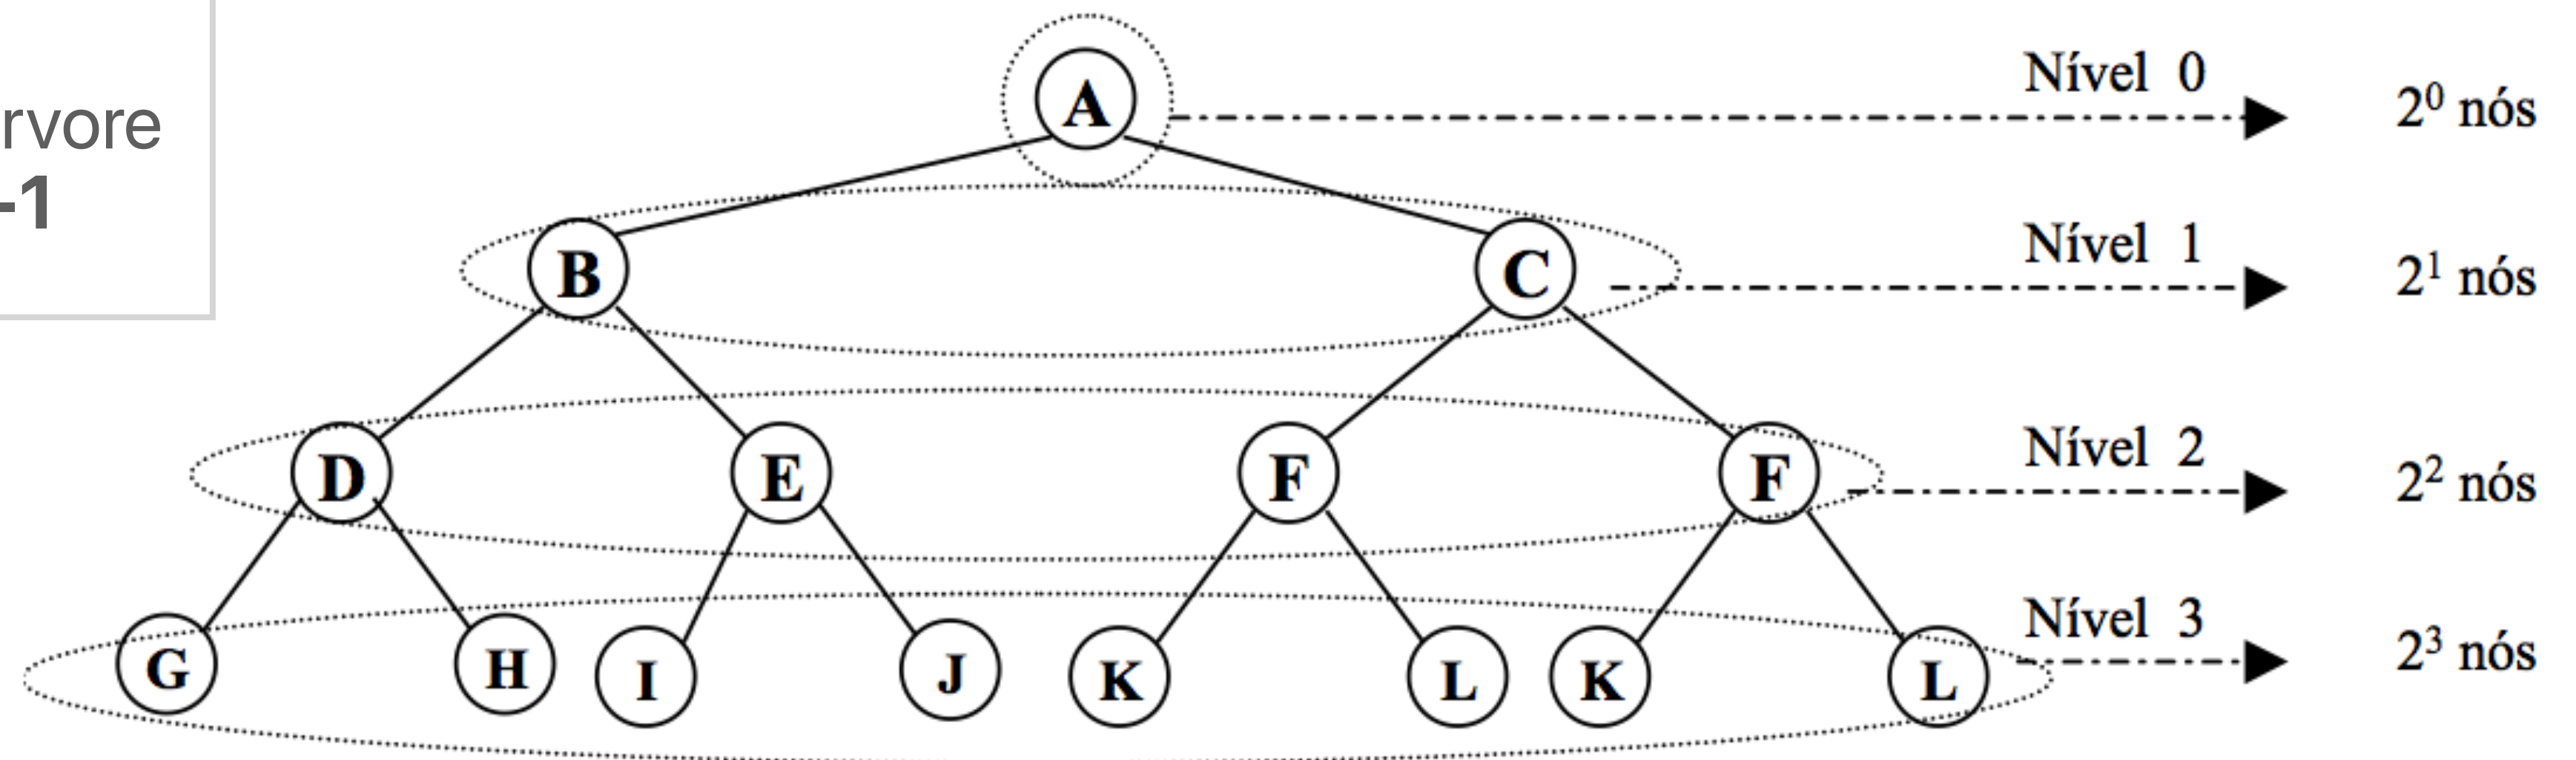 rvore
-1
A
Nível 0
2⁰ nós
B
C
Nível 1
2¹ nós
D
E
F
F
Nível 2
2² nós
G
H
I
J
K
L
K
L
Nível 3
2³ nós